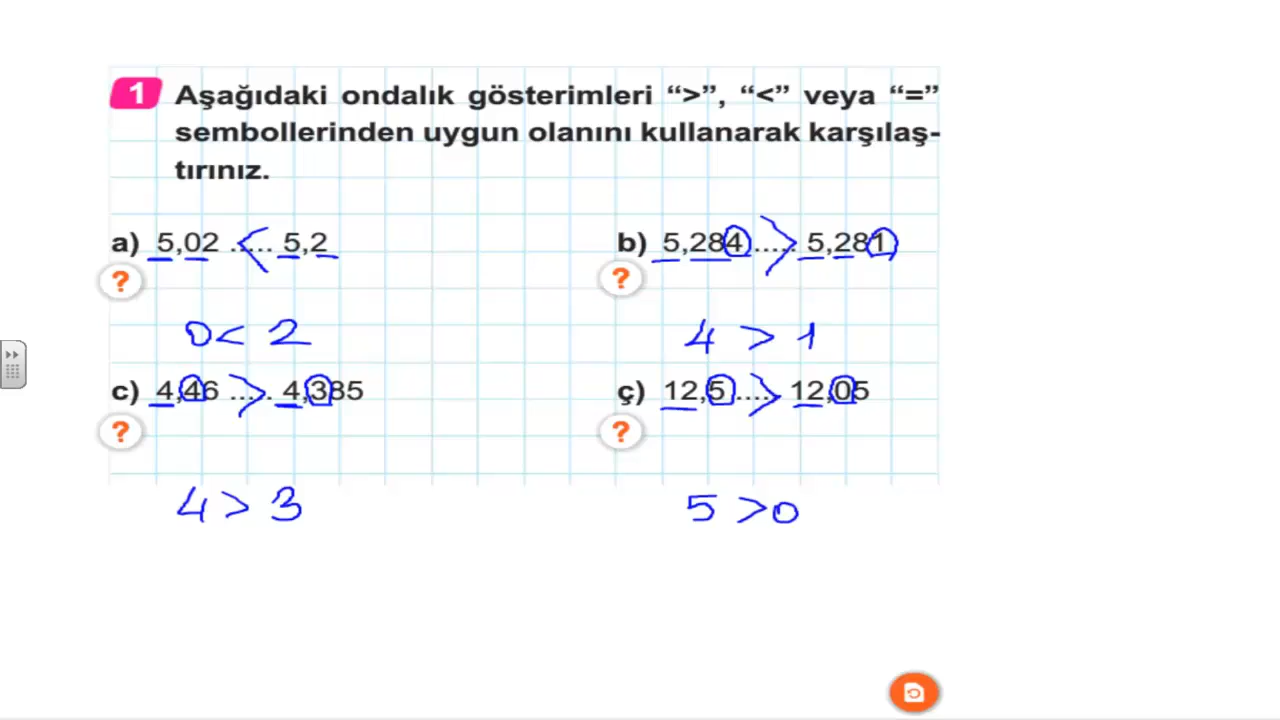 1 Aşağıdaki ondalık gösterimleri “>”, “<” veya “=”
sembollerinden uygun olanını kullanarak karşılaş-
tırınız.
a) 5,02 ..<.. 5,2
b) 5,284 ..>.. 5,281
?
?
0 < 2
4 > 1
c) 4,46 ..>.. 4,385
ç) 12,5 ..>.. 12,05
?
?
4 > 3
5 > 0